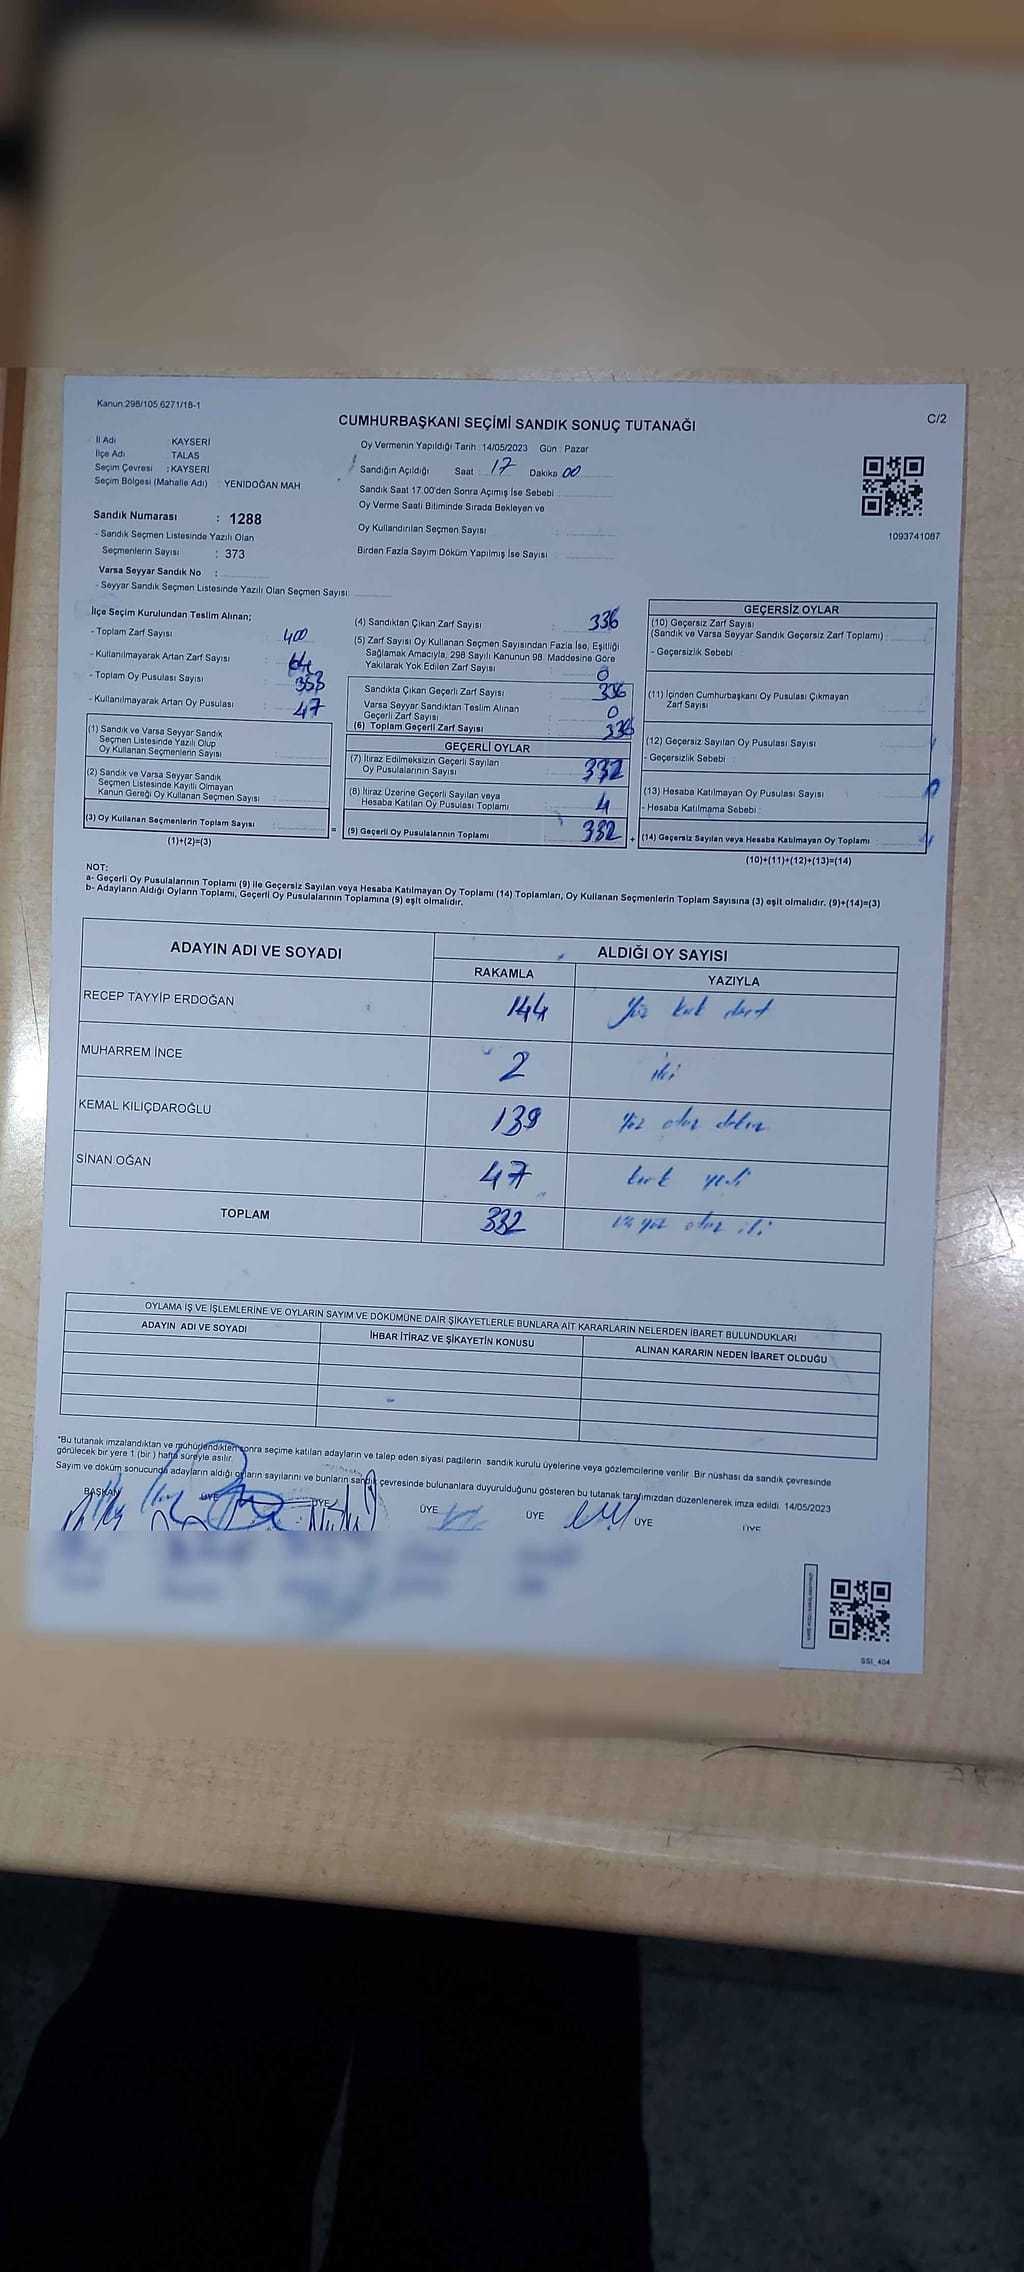 Kanun:298/105,6271/18-1
C/2
CUMHURBAŞKANI SEÇİMİ SANDIK SONUÇ TUTANAĞI
İl Adı : KAYSERİ
İlçe Adı : TALAS
Seçim Çevresi : KAYSERİ
Seçim Bölgesi (Mahalle Adı) : YENİDOĞAN MAH.
Oy Vermenin Yapıldığı Tarih : 14/05/2023 Gün : Pazar
Sandığın Açıldığı Saat : 17 Dakika 00
Sandık Saat 17.00'den Sonra Açımış İse Sebebi :
Oy Verme Saati Bitiminde Sırada Bekleyen ve
Oy Kullandırılan Seçmen Sayısı :
Birden Fazla Sayım Döküm Yapılmış İse Sayısı :
1093741087
Sandık Numarası : 1288
- Sandık Seçmen Listesinde Yazılı Olan
Seçmenlerin Sayısı : 373
Varsa Seyyar Sandık No :
- Seyyar Sandık Seçmen Listesinde Yazılı Olan Seçmen Sayısı:
İlçe Seçim Kurulundan Teslim Alınan;
- Toplam Zarf Sayısı : 400
- Kullanılmayarak Artan Zarf Sayısı : 64
- Toplam Oy Pusulası Sayısı :
- Kullanılmayarak Artan Oy Pusulası : 47
(1) Sandık ve Varsa Seyyar Sandık
Seçmen Listesinde Yazılı Olup
Oy Kullanan Seçmenlerin Sayısı :
(2) Sandık ve Varsa Seyyar Sandık
Seçmen Listesinde Kayıtlı Olmayan
Kanun Gereği Oy Kullanan Seçmen Sayısı :
(3) Oy Kullanan Seçmenlerin Toplam Sayısı :
(1)+(2)=(3)
=
(4) Sandıktan Çıkan Zarf Sayısı : 336
(5) Zarf Sayısı Oy Kullanan Seçmen Sayısından Fazla İse, Eşitliği
Sağlamak Amacıyla; 298 Sayılı Kanunun 98. Maddesine Göre
Yakılarak Yok Edilen Zarf Sayısı : 0
Sandıkta Çıkan Geçerli Zarf Sayısı : 336
Varsa Seyyar Sandıktan Teslim Alınan
Geçerli Zarf Sayısı : 0
(6) Toplam Geçerli Zarf Sayısı : 336
GEÇERLİ OYLAR
(7) İtiraz Edilmeksizin Geçerli Sayılan
Oy Pusulalarının Sayısı : 332
(8) İtiraz Üzerine Geçerli Sayılan veya
Hesaba Katılan Oy Pusulası Toplamı : 4
(9) Geçerli Oy Pusulalarının Toplamı : 332
+
GEÇERSİZ OYLAR
(10) Geçersiz Zarf Sayısı
(Sandık ve Varsa Seyyar Sandık Geçersiz Zarf Toplamı) :
- Geçersizlik Sebebi :
(11) İçinden Cumhurbaşkanı Oy Pusulası Çıkmayan
Zarf Sayısı :
(12) Geçersiz Sayılan Oy Pusulası Sayısı :
- Geçersizlik Sebebi :
(13) Hesaba Katılmayan Oy Pusulası Sayısı :
- Hesaba Katılmama Sebebi :
(14) Geçersiz Sayılan veya Hesaba Katılmayan Oy Toplamı :
(10)+(11)+(12)+(13)=(14)
NOT:
a- Geçerli Oy Pusulalarının Toplamı (9) ile Geçersiz Sayılan veya Hesaba Katılmayan Oy Toplamı (14) Toplamları, Oy Kullanan Seçmenlerin Toplam Sayısına (3) eşit olmalıdır. (9)+(14)=(3)
b- Adayların Aldığı Oyların Toplamı, Geçerli Oy Pusulalarının Toplamına (9) eşit olmalıdır.
ADAYIN ADI VE SOYADI
ALDIĞI OY SAYISI
RAKAMLA YAZIYLA
RECEP TAYYİP ERDOĞAN 144 Yüz kırk dört
MUHARREM İNCE 2 iki
KEMAL KILIÇDAROĞLU 139 Yüz otuz dokuz
SİNAN OĞAN 47 kırk yedi
TOPLAM 332 üç yüz otuz iki
OYLAMA İŞ VE İŞLEMLERİNE VE OYLARIN SAYIM VE DÖKÜMÜNE DAİR ŞİKAYETLERLE BUNLARA AİT KARARLARIN NELERDEN İBARET BULUNDUKLARI
ADAYIN ADI VE SOYADI İHBAR İTİRAZ VE ŞİKAYETİN KONUSU ALINAN KARARIN NEDEN İBARET OLDUĞU
*Bu tutanak imzalandıktan ve mühürlendikten sonra seçime katılan adayların ve talep eden siyasi partilerin sandık kurulu üyelerine veya gözlemcilerine verilir. Bir nüshası da sandık çevresinde
görülecek bir yere 1 (bir) hafta süreyle asılır.
Sayım ve döküm sonucunda adayların aldığı oyların sayılarını ve bunların sandık çevresinde bulunanlara duyurulduğunu gösteren bu tutanak tarafımızdan düzenlenerek imza edildi. 14/05/2023
BAŞKAN ÜYE ÜYE ÜYE ÜYE ÜYE ÜYE
SSI_404